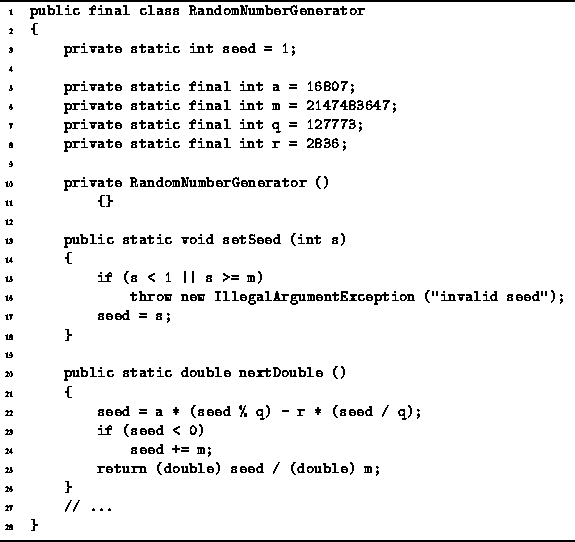 1 public final class RandomNumberGenerator
2 {
3 private static int seed = 1;
4
5 private static final int a = 16807;
6 private static final int m = 2147483647;
7 private static final int q = 127773;
8 private static final int r = 2836;
9
10 private RandomNumberGenerator ()
11 {}
12
13 public static void setSeed (int s)
14 {
15 if (s < 1 || s >= m)
16 throw new IllegalArgumentException ("invalid seed");
17 seed = s;
18 }
19
20 public static double nextDouble ()
21 {
22 seed = a * (seed % q) - r * (seed / q);
23 if (seed < 0)
24 seed += m;
25 return (double) seed / (double) m;
26 }
27 // ...
28 }